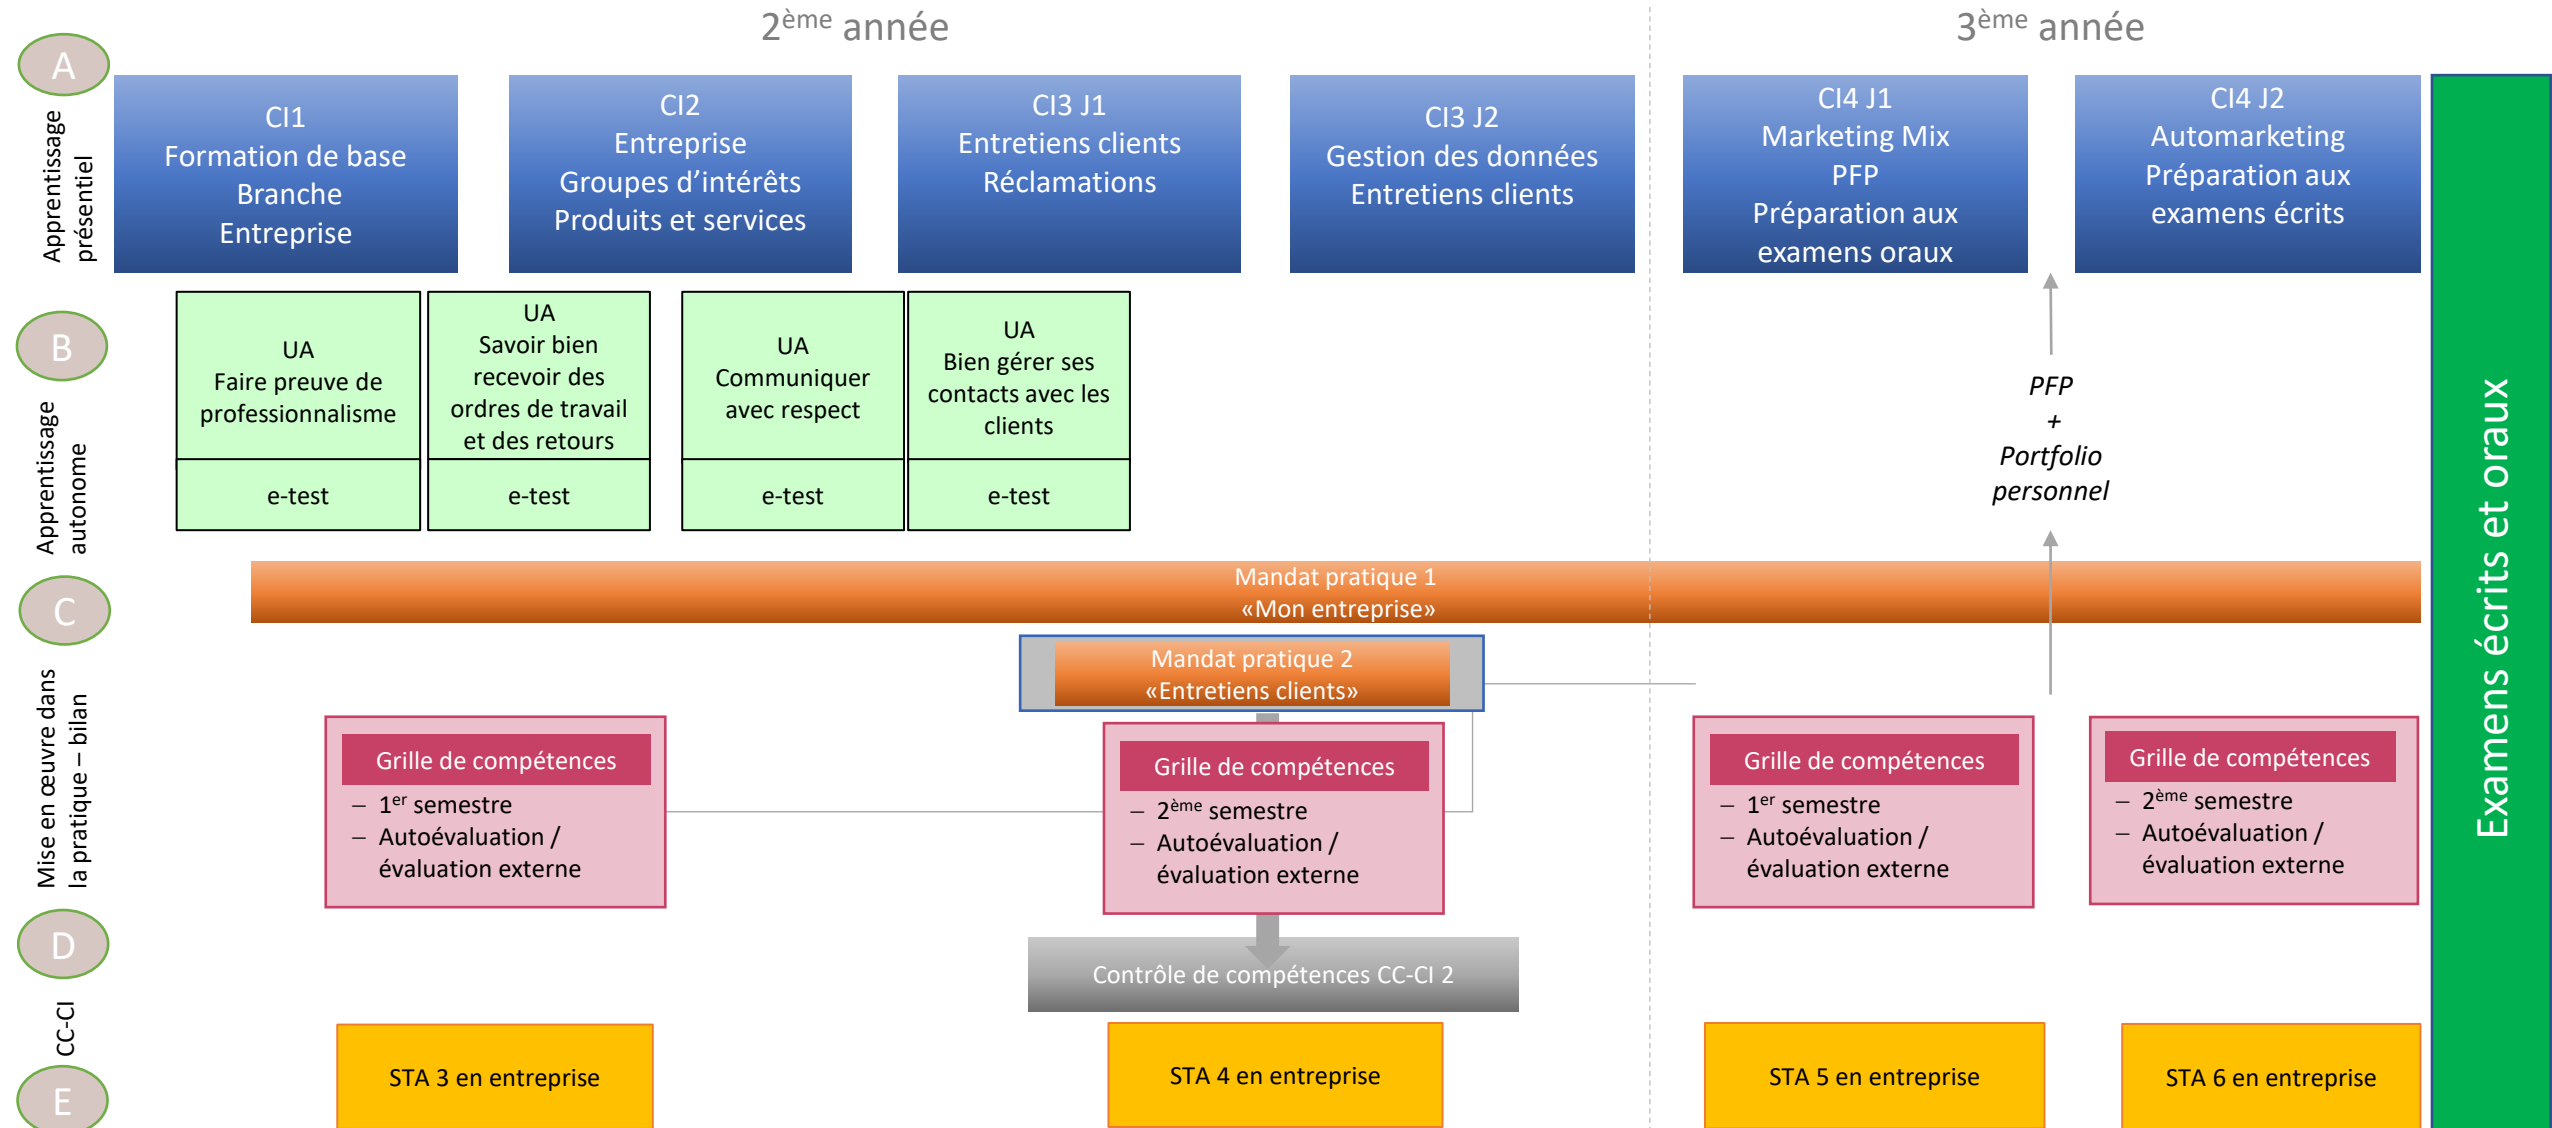 2ème année
3ème année
A
Apprentissage
présentiel
CI1
Formation de base
Branche
Entreprise
CI2
Entreprise
Groupes d'intérêts
Produits et services
CI3 J1
Entretiens clients
Réclamations
CI3 J2
Gestion des données
Entretiens clients
CI4 J1
Marketing Mix
PFP
Préparation aux
examens oraux
CI4 J2
Automarketing
Préparation aux
examens écrits
Examens écrits et oraux
B
Apprentissage
autonome
UA
Faire preuve de
professionnalisme
e-test
UA
Savoir bien
recevoir des
ordres de travail
et des retours
e-test
UA
Communiquer
avec respect
e-test
UA
Bien gérer ses
contacts avec les
clients
e-test
PFP
+
Portfolio
personnel
C
Mise en œuvre dans
la pratique – bilan
Mandat pratique 1
«Mon entreprise»
Mandat pratique 2
«Entretiens clients»
Grille de compétences
– 1er semestre
– Autoévaluation /
évaluation externe
Grille de compétences
– 2ème semestre
– Autoévaluation /
évaluation externe
Grille de compétences
– 1er semestre
– Autoévaluation /
évaluation externe
Grille de compétences
– 2ème semestre
– Autoévaluation /
évaluation externe
D
CC-CI
Contrôle de compétences CC-CI 2
E
STA 3 en entreprise
STA 4 en entreprise
STA 5 en entreprise
STA 6 en entreprise